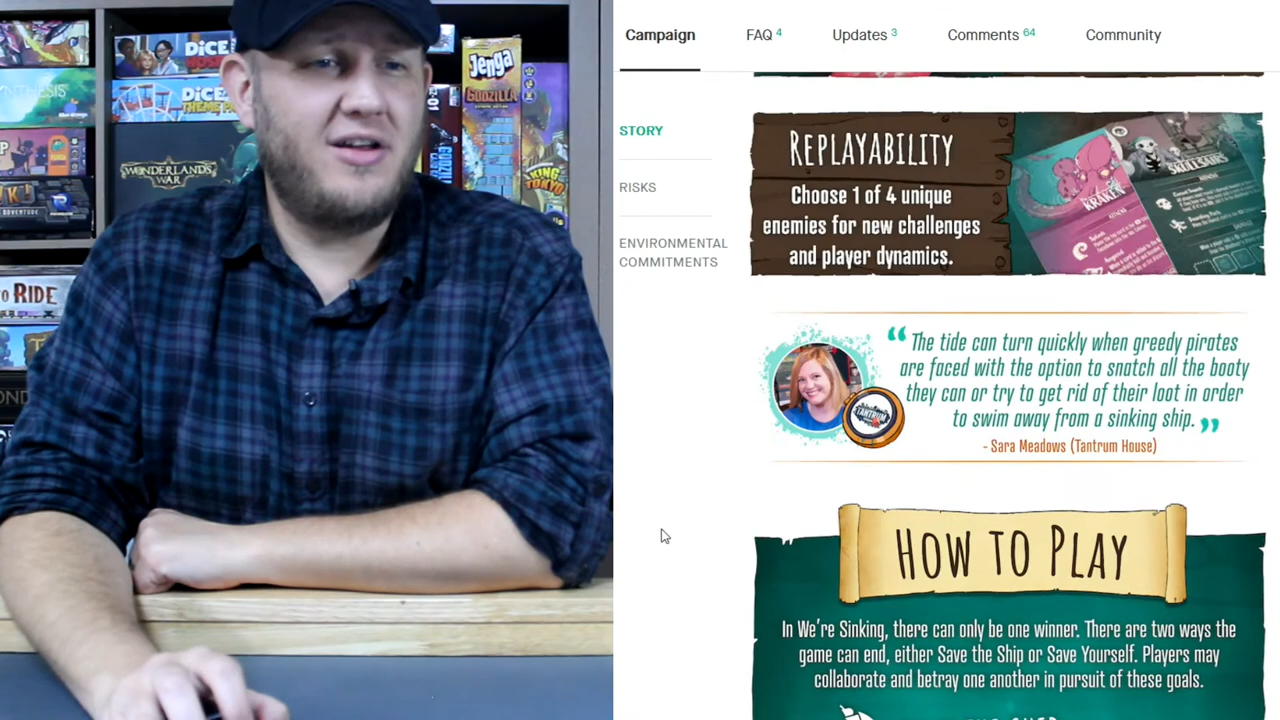 Campaign
FAQ 4
Updates 3
Comments 64
Community
STORY
RISKS
ENVIRONMENTAL
COMMITMENTS
REPLAYABILITY
Choose 1 of 4 unique
enemies for new challenges
and player dynamics.
KRAKEN
“The tide can turn quickly when greedy pirates
are faced with the option to snatch all the booty
they can or try to get rid of their loot in order
to swim away from a sinking ship.”
- Sara Meadows (Tantrum House)
TANTRUM
HOW TO PLAY
In We're Sinking, there can only be one winner. There are two ways the
game can end, either Save the Ship or Save Yourself. Players may
collaborate and betray one another in pursuit of these goals.
DICE
DICE
THEME PA
WONDERLAND'S
WAR
Jenga
GODZILLA
KING
TOKYO
RIDE